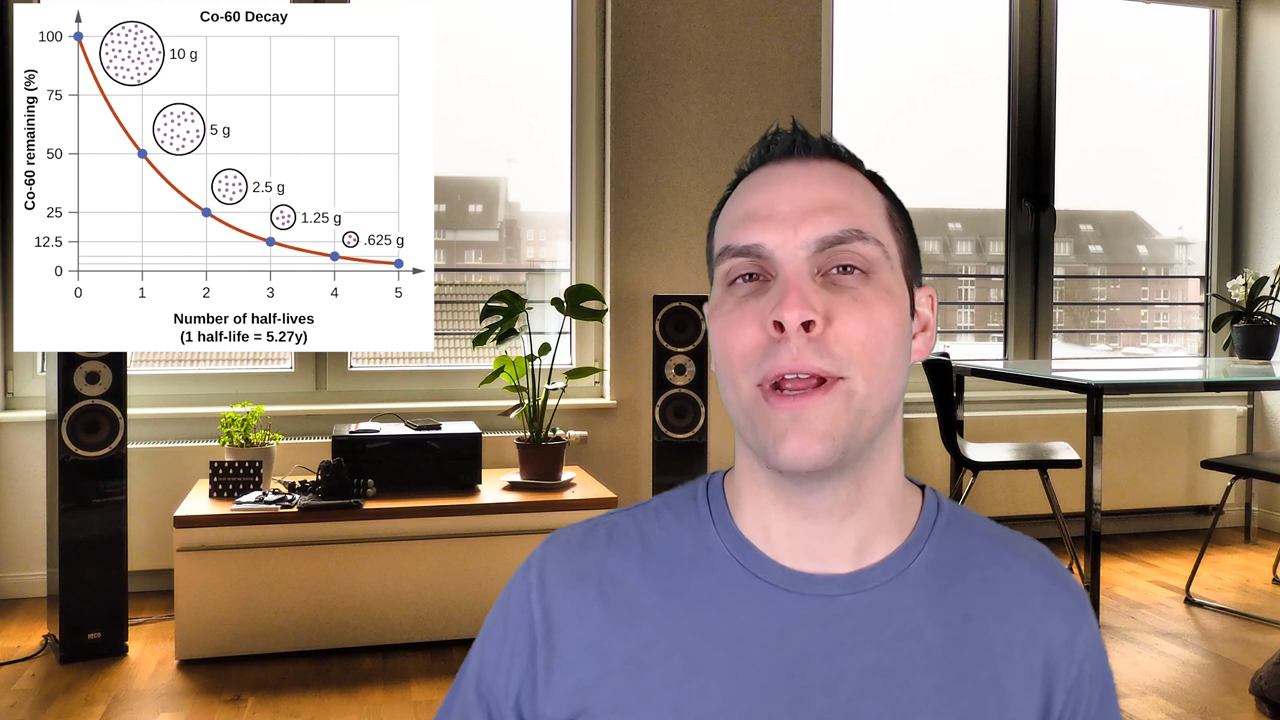 Co-60 Decay
Co-60 remaining (%)
100
75
50
25
12.5
0
10 g
5 g
2.5 g
1.25 g
.625 g
0 1 2 3 4 5
Number of half-lives
(1 half-life = 5.27y)
HECO